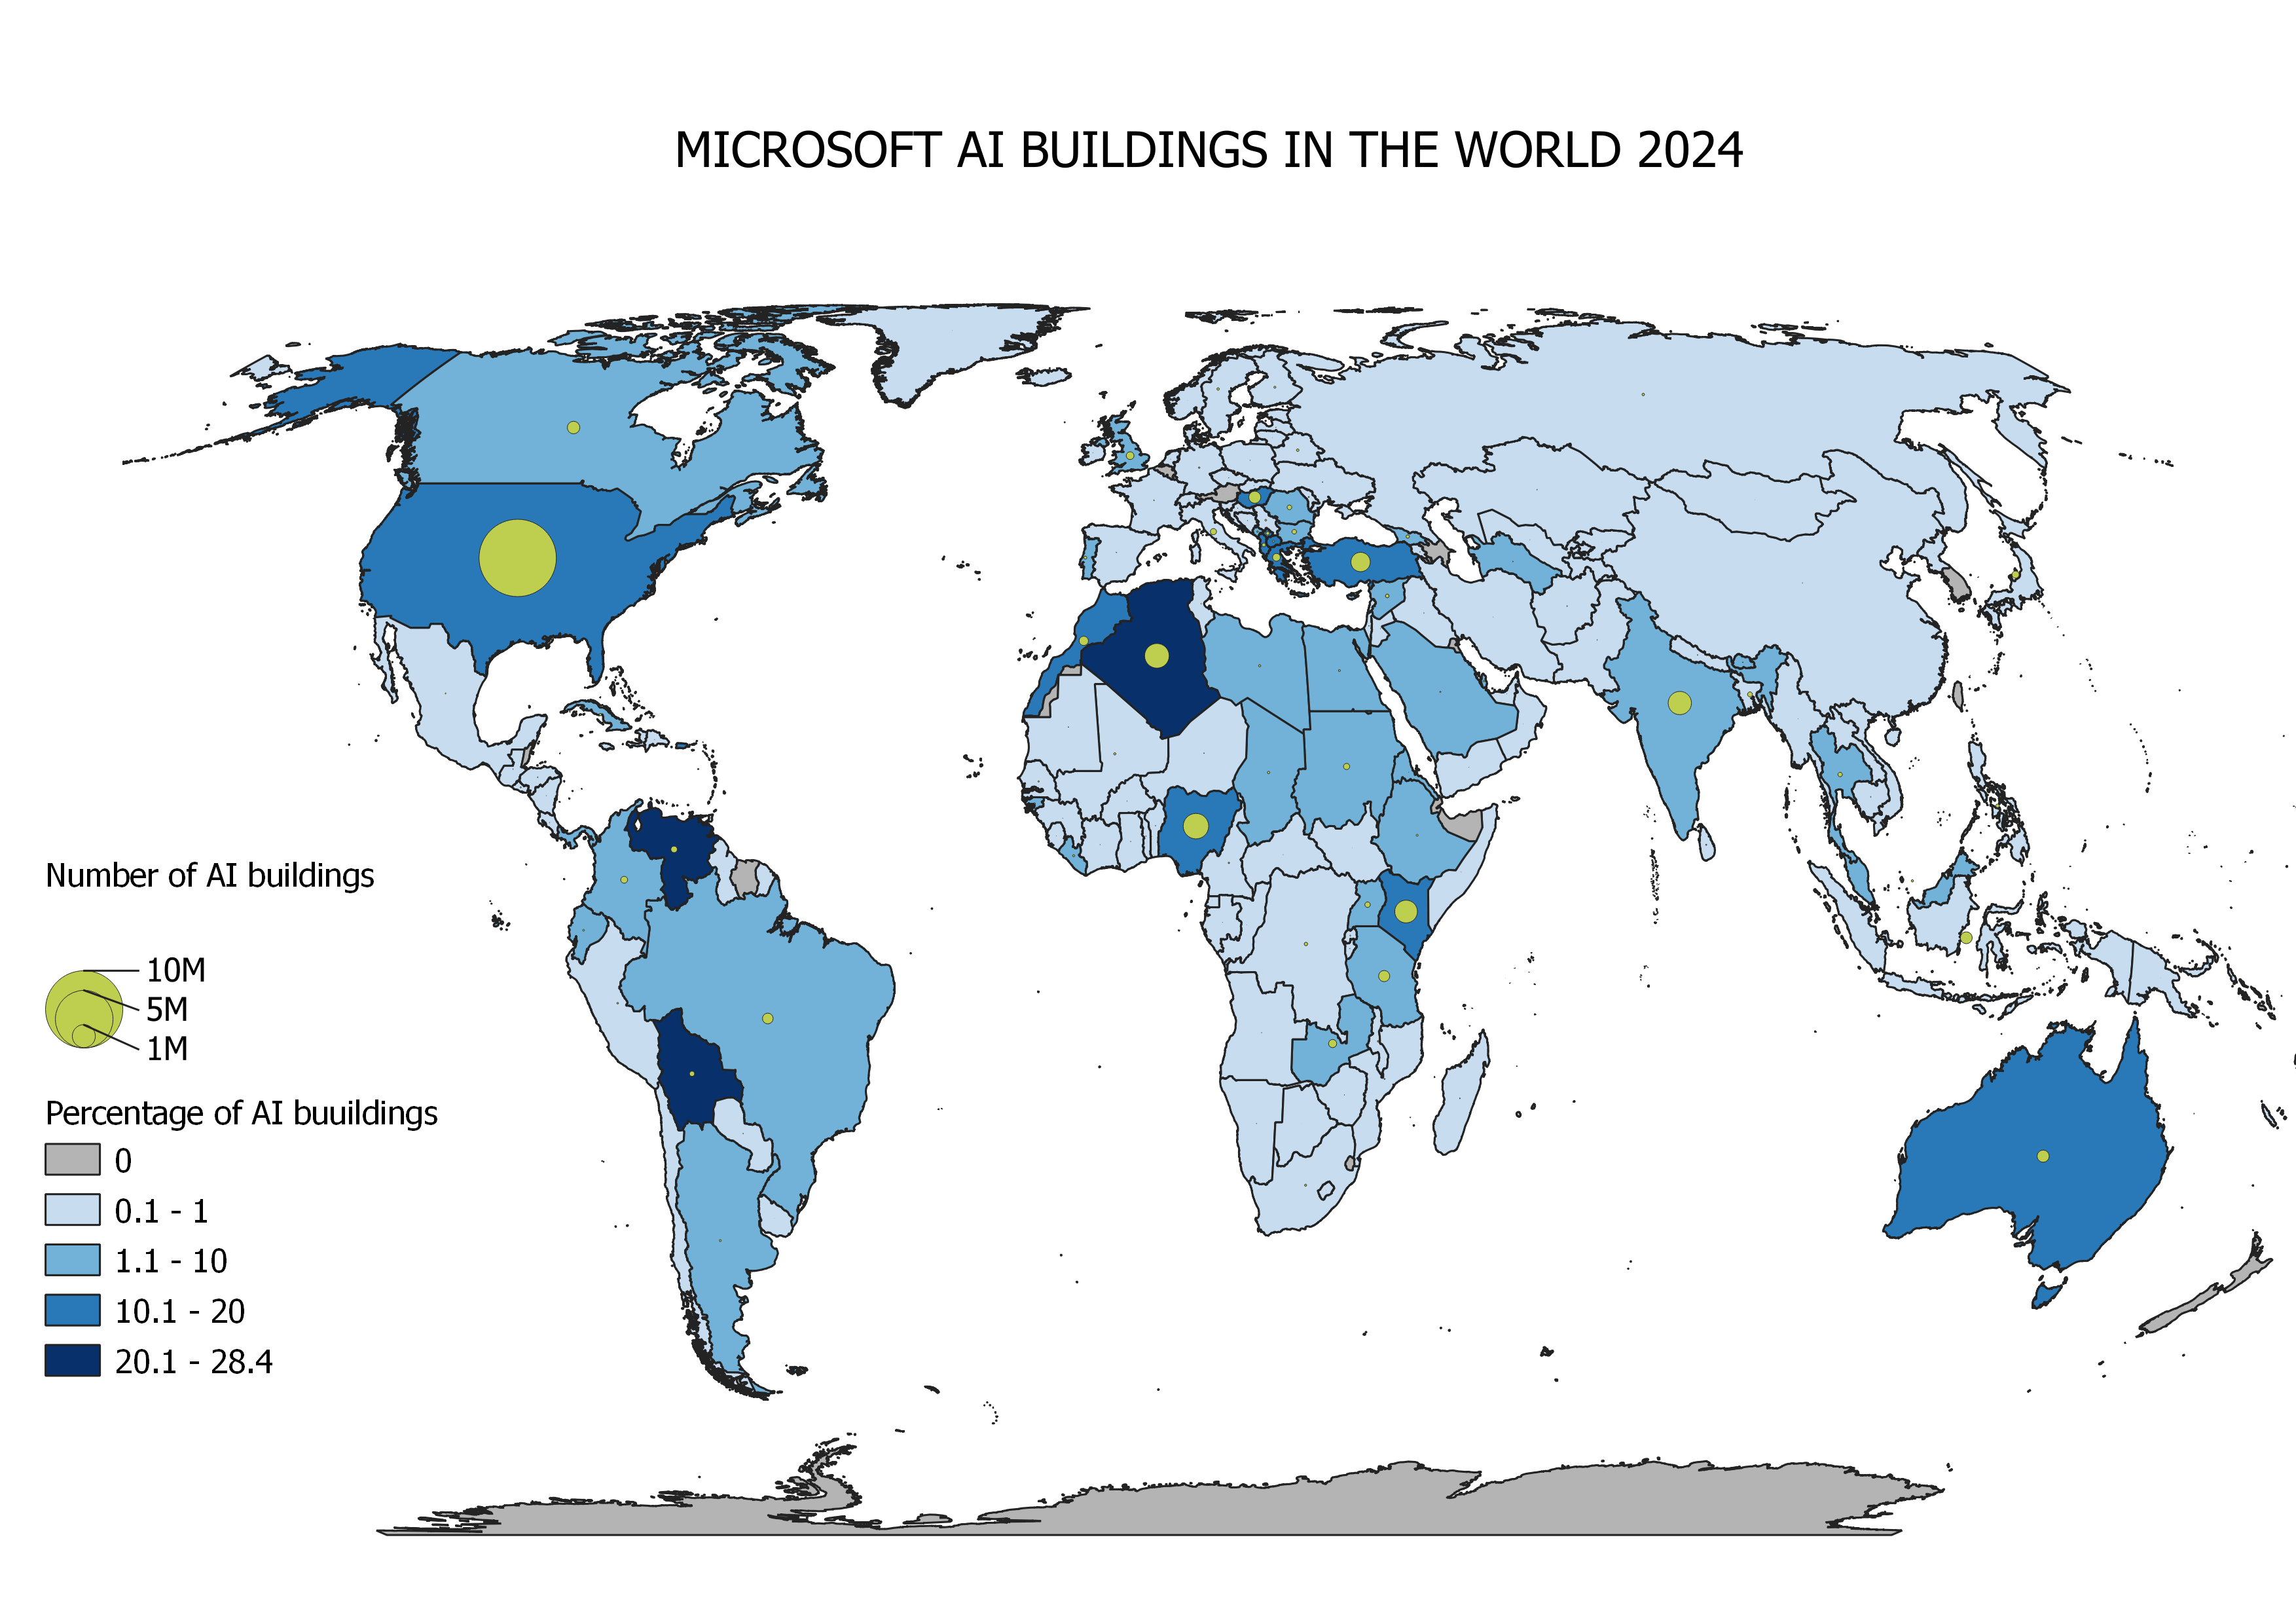 MICROSOFT AI BUILDINGS IN THE WORLD 2024
Number of AI buildings
10M
5M
1M
Percentage of AI buuildings
0
0.1 - 1
1.1 - 10
10.1 - 20
20.1 - 28.4